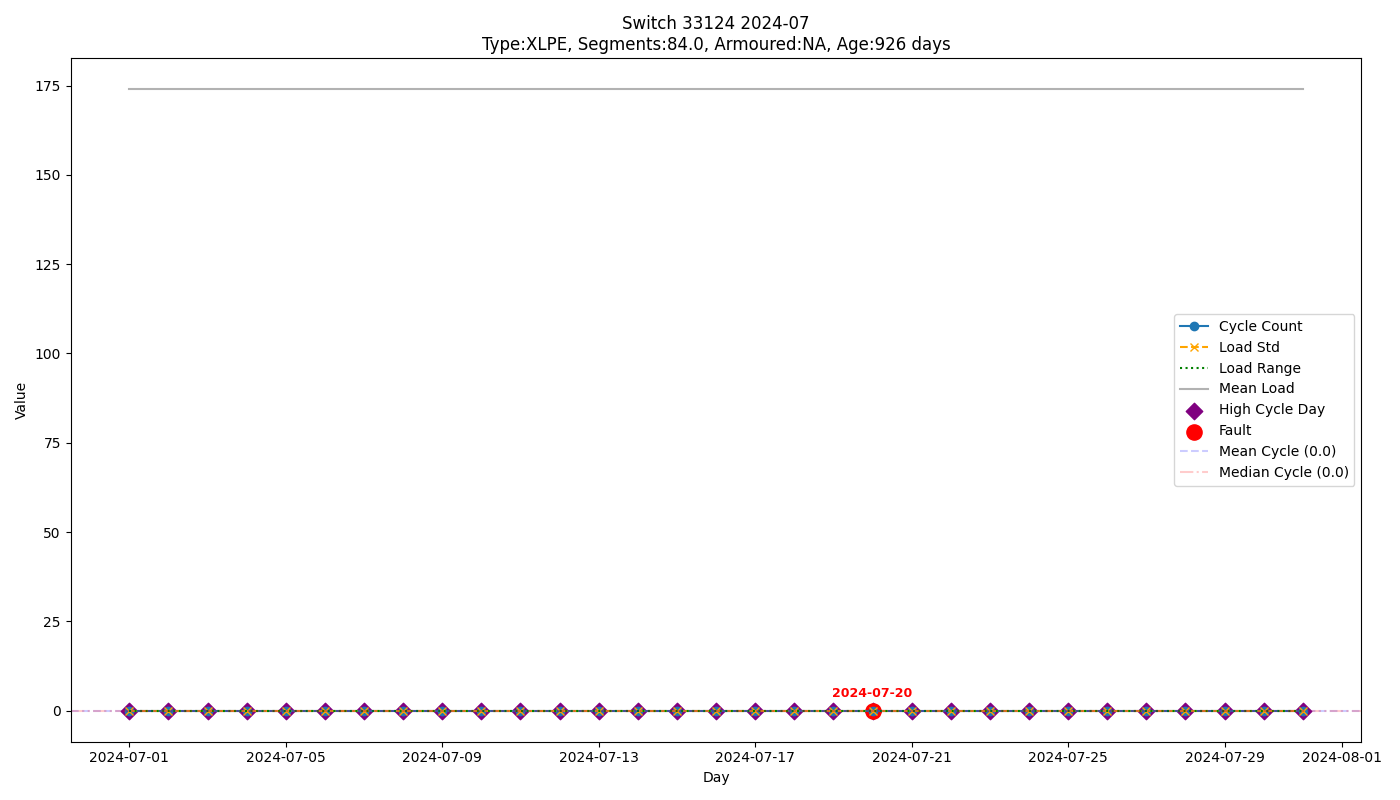 Switch 33124 2024-07
Type:XLPE, Segments:84.0, Armoured:NA, Age:926 days
Value
175
150
125
100
75
50
25
0
Cycle Count
Load Std
Load Range
Mean Load
High Cycle Day
Fault
Mean Cycle (0.0)
Median Cycle (0.0)
2024-07-20
2024-07-01 2024-07-05 2024-07-09 2024-07-13 2024-07-17 2024-07-21 2024-07-25 2024-07-29 2024-08-01
Day